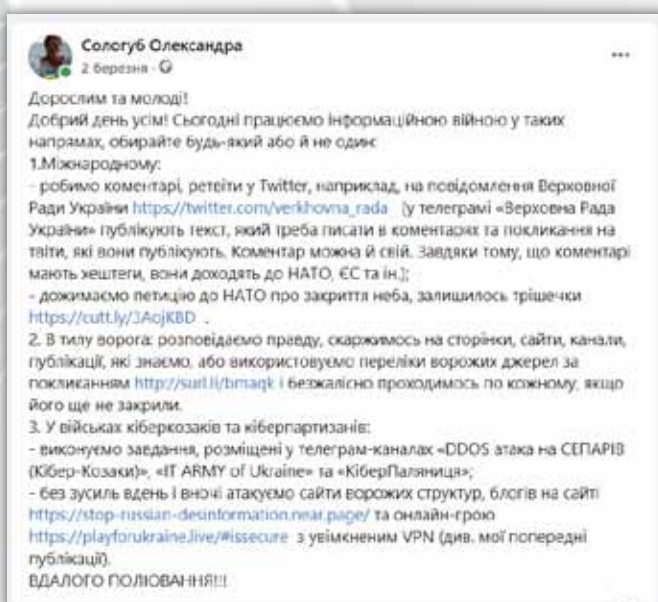 Сологуб Олександра
2 березня ·
Дорослим та молоді!
Добрий день усім! Сьогодні працюємо інформаційною війною у таких
напрямах, обирайте будь-який або й не один:
1.Міжнародному:
- робимо коментарі, ретвіти у Twitter, наприклад, на повідомлення Верховної
Ради України https://twitter.com/verkhovna_rada (у телеграмі «Верховна Рада
України» публікують текст, який треба писати в коментарях та покликання на
твіти, які вони публікують. Коментар можна й свій. Завдяки тому, що коментарі
мають хештеги, вони доходять до НАТО, ЄС та ін.);
- дожимаємо петицію до НАТО про закриття неба, залишилось трішечки
https://cutt.ly/3AojKBD .
2. В тилу ворога: розповідаємо правду, скаржимось на сторінки, сайти, канали,
публікації, які знаємо, або використовуємо переліки ворожих джерел за
покликанням http://surl.li/bmaqk і безжалісно проходимось по кожному, якщо
його ще не закрили.
3. У військах кіберкозаків та кіберпартизанів:
- виконуємо завдання, розміщені у телеграм-каналах «DDOS атака на СЕПАРІВ
(Кібер-Козаки)», «IT ARMY of Ukraine» та «КіберПаляниця»;
- без зусиль вдень і вночі атакуємо сайти ворожих структур, блогів на сайті
https://stop-russian-desinformation.near.page/ та онлайн-грою
https://playforukraine.live/#issecure з увімкненим VPN (див. мої попередні
публікації).
ВДАЛОГО ПОЛЮВАННЯ!!!